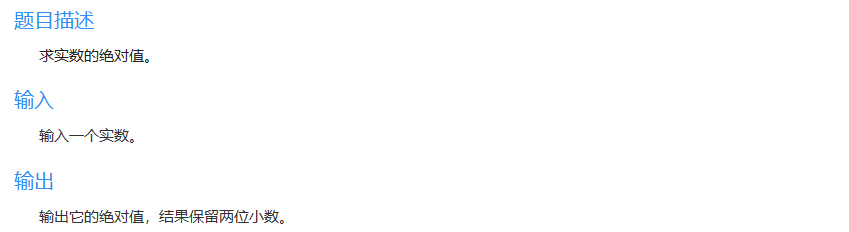 题目描述
求实数的绝对值。
输入
输入一个实数。
输出
输出它的绝对值，结果保留两位小数。